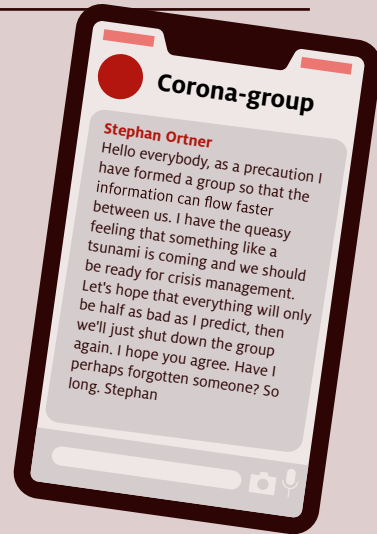 Corona-group
Stephan Ortner
Hello everybody, as a precaution I
have formed a group so that the
information can flow faster
between us. I have the queasy
feeling that something like a
tsunami is coming and we should
be ready for crisis management.
Let's hope that everything will only
be half as bad as I predict, then
we'll just shut down the group
again. I hope you agree. Have I
perhaps forgotten someone? So
long. Stephan